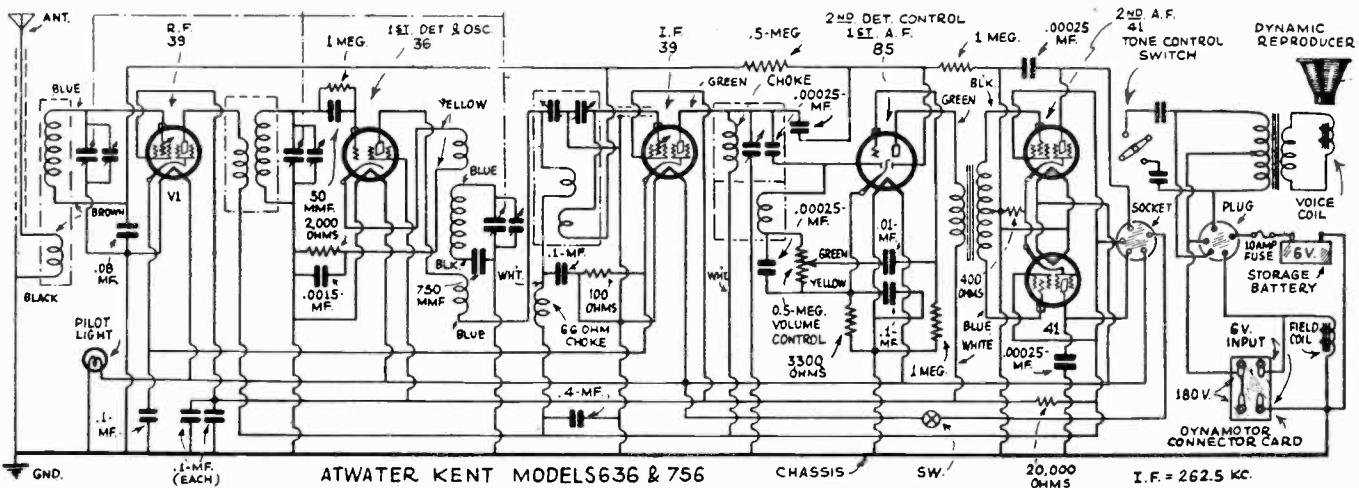 ANT.
R.F.
39
1 MEG.
1ST. DET & OSC.
36
I.F.
39
.5-MEG
2ND. DET. CONTROL
1ST. A.F.
85
1 MEG.
.00025
MF.
2ND. A.F.
41
TONE CONTROL
SWITCH
DYNAMIC
REPRODUCER
BLUE
YELLOW
GREEN
CHOKE
.00025-
MF.
GREEN
BLK
V1
BROWN
.08
MF.
BLACK
50
MMF.
2,000
OHMS
.0015-
MF.
BLUE
BLK
750
MMF
BLUE
WHT.
.1-MF.
100
OHMS
66 OHM
CHOKE
WHT.
.00025-MF.
GREEN
YELLOW
0.5-MEG.
VOLUME
CONTROL
3300
OHMS
.01-
MF.
.1-
MF.
1 MEG.
400
OHMS
BLUE
WHITE
41
.00025-
MF.
SOCKET
PLUG
10AMP
FUSE
6 V.
STORAGE
BATTERY
VOICE
COIL
6V.
INPUT
FIELD
COIL
180 V.
DYNAMOTOR
CONNECTOR CARD
PILOT
LIGHT
.1-
MF.
.1-MF.
(EACH)
.4-MF.
GND.
ATWATER KENT MODELS 636 & 756
CHASSIS
SW.
20,000
OHMS
I.F. = 262.5 KC.